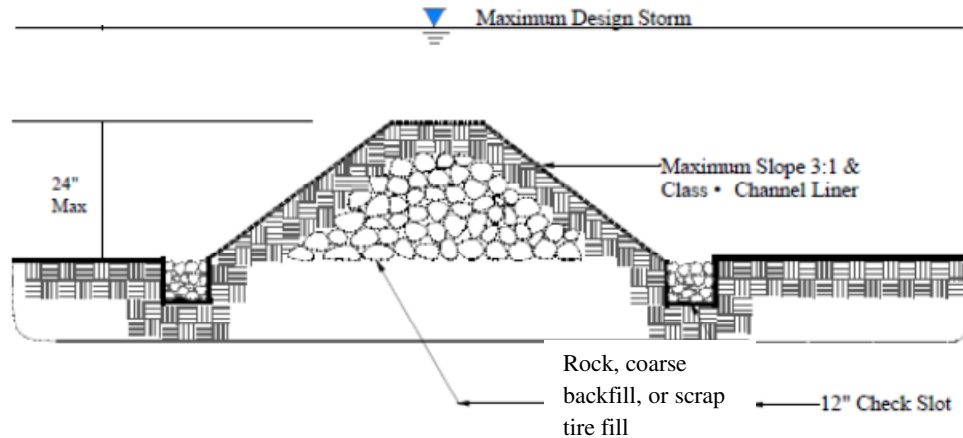 Maximum Design Storm
24"
Max
Maximum Slope 3:1 &
Class • Channel Liner
Rock, coarse
backfill, or scrap
tire fill
12" Check Slot